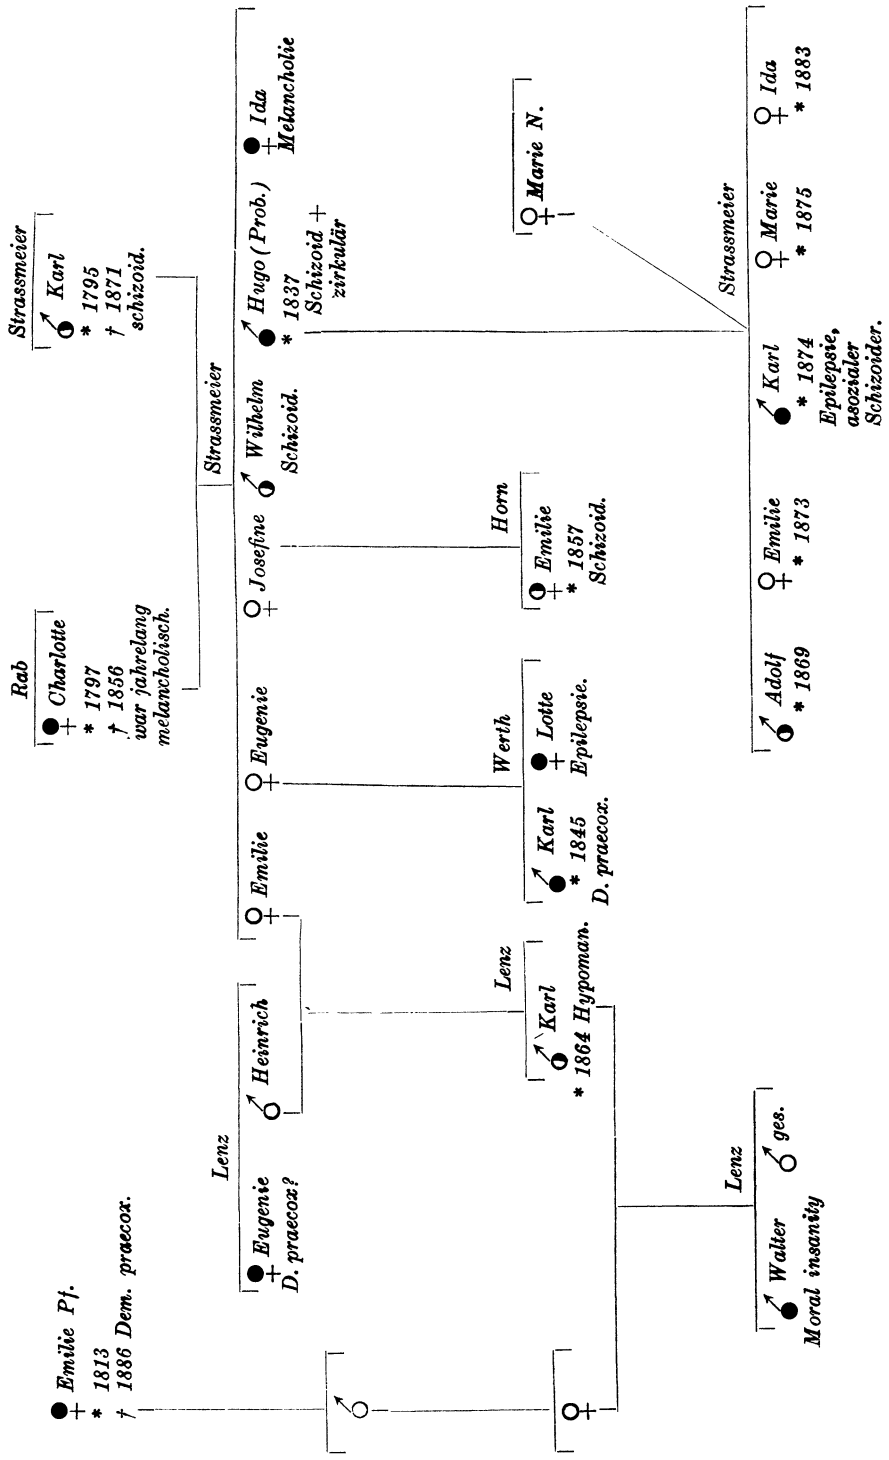 Emilie Pf.
* 1813
† 1886 Dem. praecox.
Rab
Charlotte
* 1797
† 1856
war jahrelang
melancholisch.
Strassmeier
Karl
* 1795
† 1871
schizoid.
Lenz
Eugenie
D. praecox?
Heinrich
Strassmeier
Emilie
Eugenie
Josefine
Wilhelm
Schizoid.
Hugo (Prob.)
* 1837
Schizoid +
zirkulär
Ida
Melancholie
Lenz
Karl
* 1864 Hypoman.
Werth
Karl
* 1845
D. praecox.
Lotte
Epilepsie.
Horn
Emilie
* 1857
Schizoid.
Marie N.
Lenz
Walter
Moral insanity
ges.
Strassmeier
Adolf
* 1869
Emilie
* 1873
Karl
* 1874
Epilepsie,
asozialer
Schizoider.
Marie
* 1875
Ida
* 1883